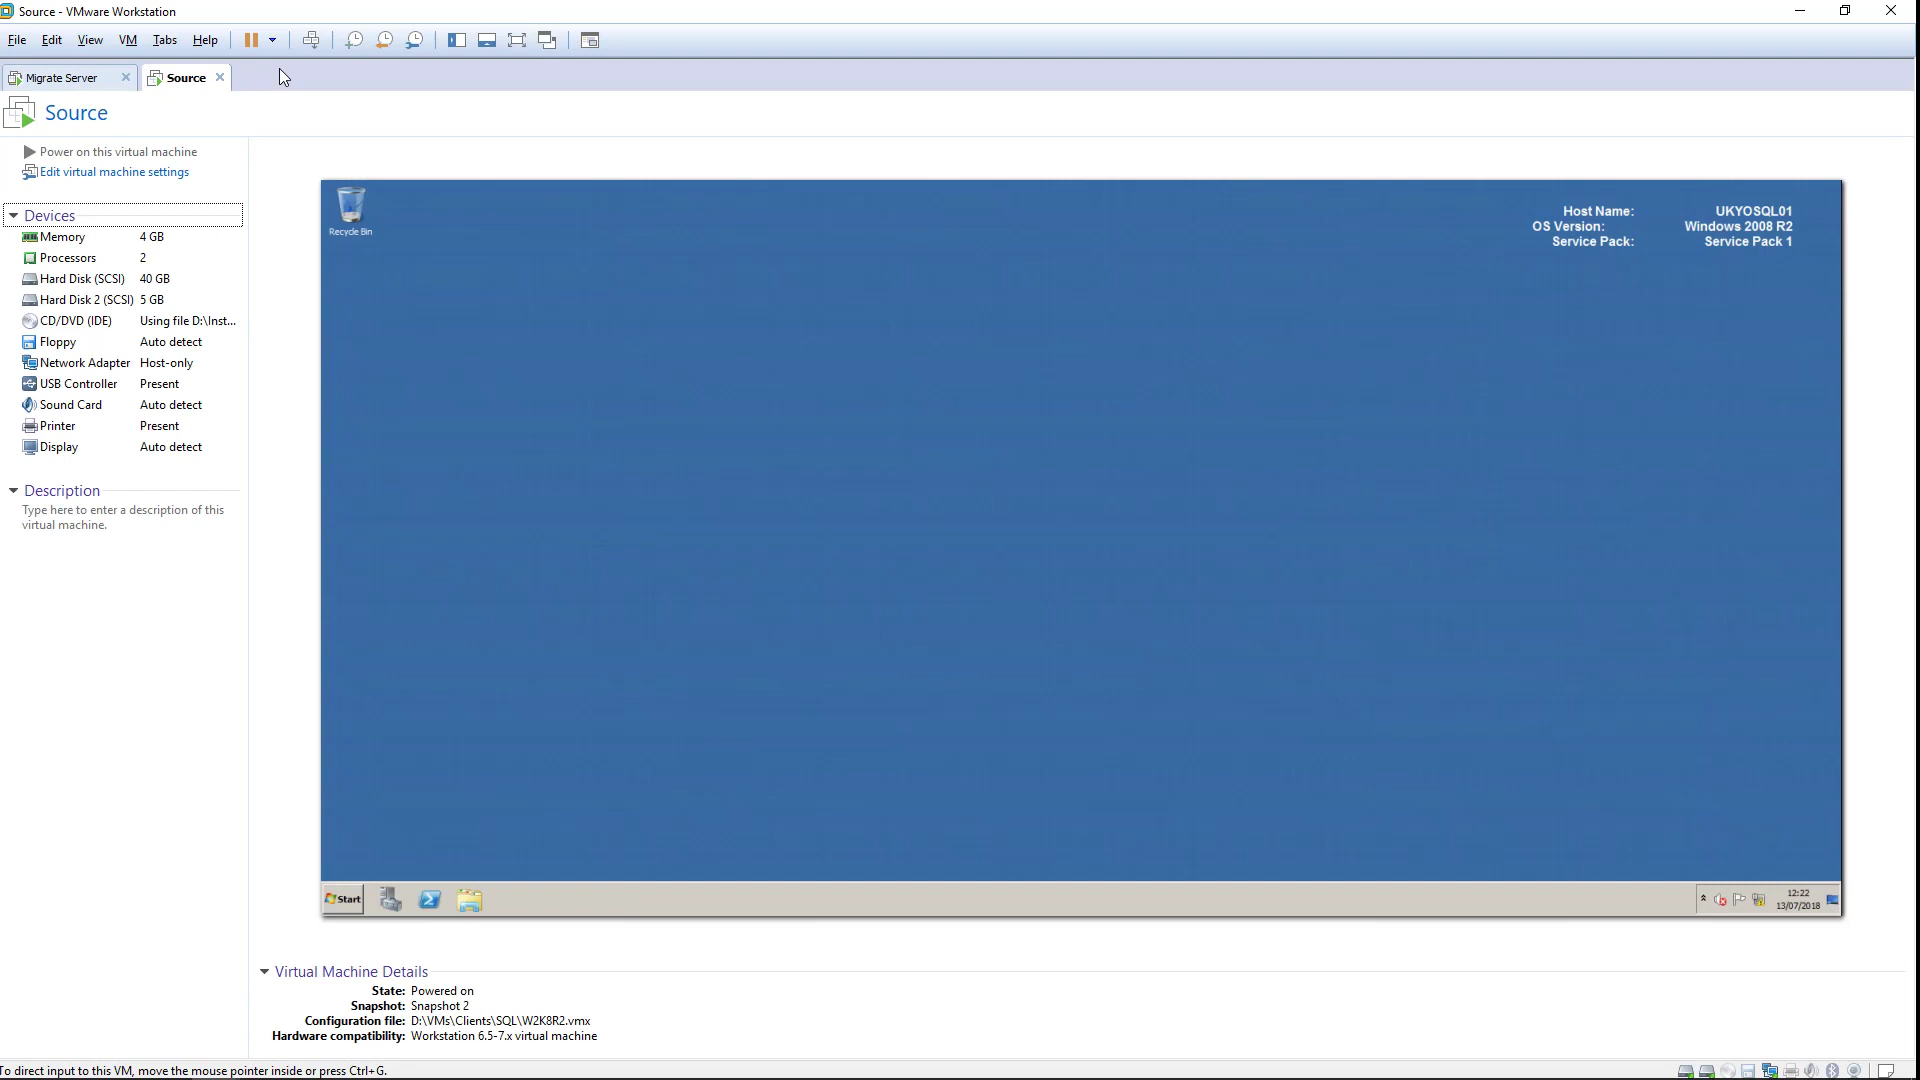 Source - VMware Workstation
File Edit View VM Tabs Help
Migrate Server
Source
Source
Power on this virtual machine
Edit virtual machine settings
Devices
Memory 4 GB
Processors 2
Hard Disk (SCSI) 40 GB
Hard Disk 2 (SCSI) 5 GB
CD/DVD (IDE) Using file D:\Inst...
Floppy Auto detect
Network Adapter Host-only
USB Controller Present
Sound Card Auto detect
Printer Present
Display Auto detect
Description
Type here to enter a description of this
virtual machine.
Recycle Bin
Host Name: UKYOSQL01
OS Version: Windows 2008 R2
Service Pack: Service Pack 1
Start
12:22
13/07/2018
Virtual Machine Details
State: Powered on
Snapshot: Snapshot 2
Configuration file: D:\VMs\Clients\SQL\W2K8R2.vmx
Hardware compatibility: Workstation 6.5-7.x virtual machine
To direct input to this VM, move the mouse pointer inside or press Ctrl+G.